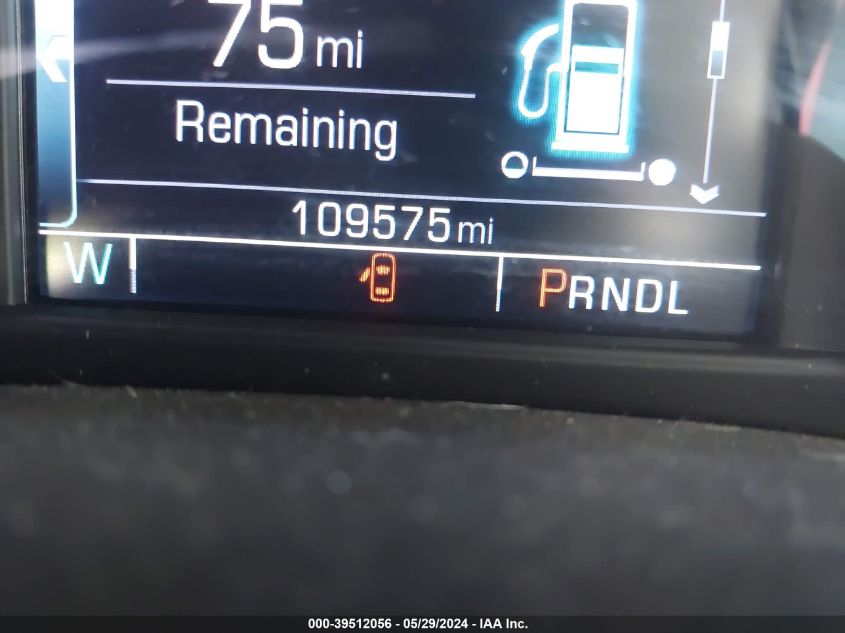 75 mi
Remaining
109575 mi
W PRNDL
000-39512056 - 05/29/2024 - IAA Inc.